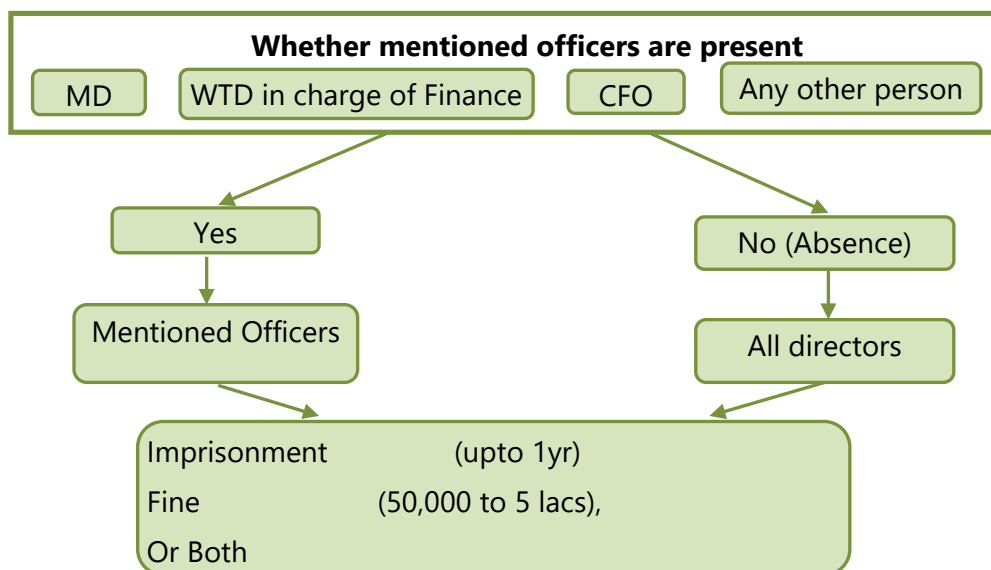 Whether mentioned officers are present
MD
WTD in charge of Finance
CFO
Any other person
Yes
No (Absence)
Mentioned Officers
All directors
Imprisonment (upto 1yr)
Fine (50,000 to 5 lacs),
Or Both